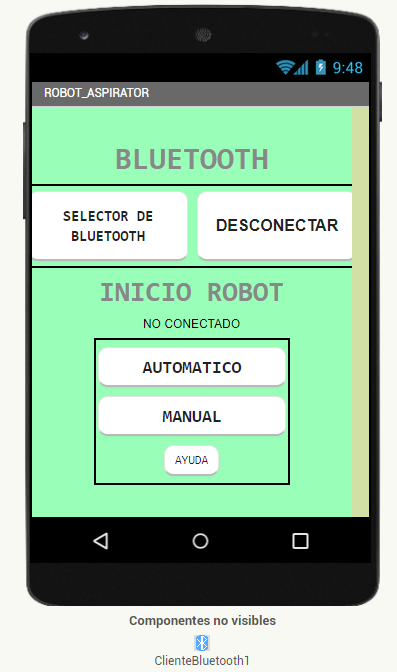 9:48
ROBOT_ASPIRATOR
BLUETOOTH
SELECTOR DE
BLUETOOTH
DESCONECTAR
INICIO ROBOT
NO CONECTADO
AUTOMATICO
MANUAL
AYUDA
Componentes no visibles
ClienteBluetooth1